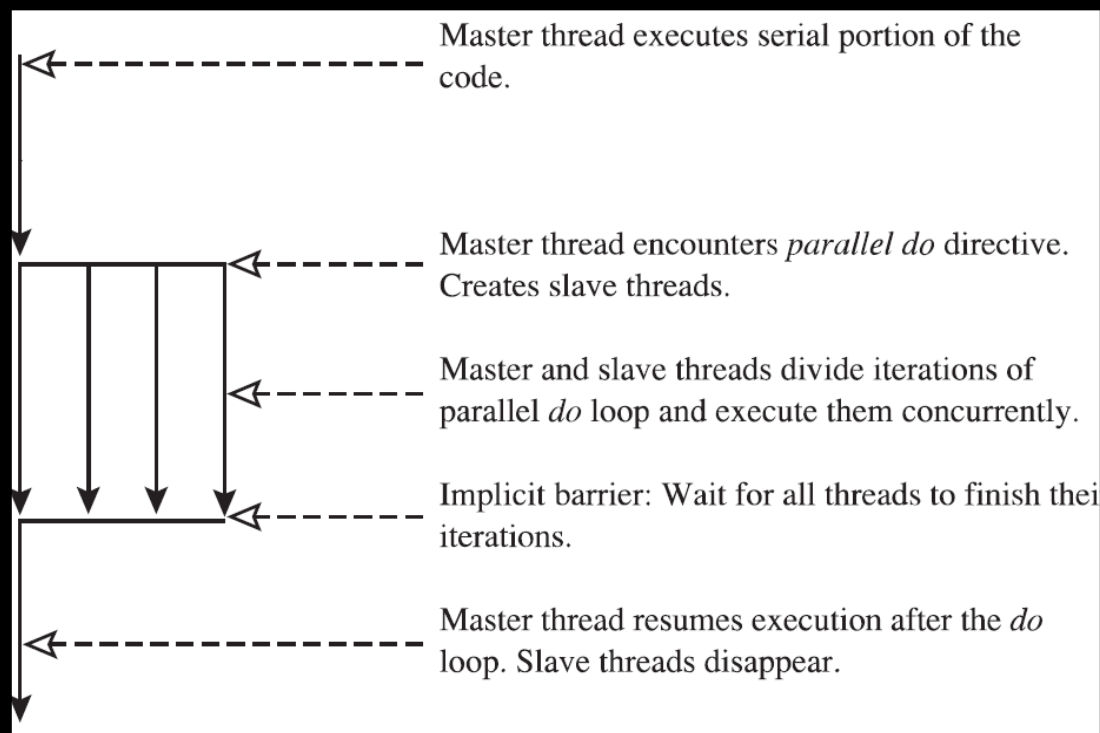 Master thread executes serial portion of the
code.
Master thread encounters parallel do directive.
Creates slave threads.
Master and slave threads divide iterations of
parallel do loop and execute them concurrently.
Implicit barrier: Wait for all threads to finish thei
iterations.
Master thread resumes execution after the do
loop. Slave threads disappear.